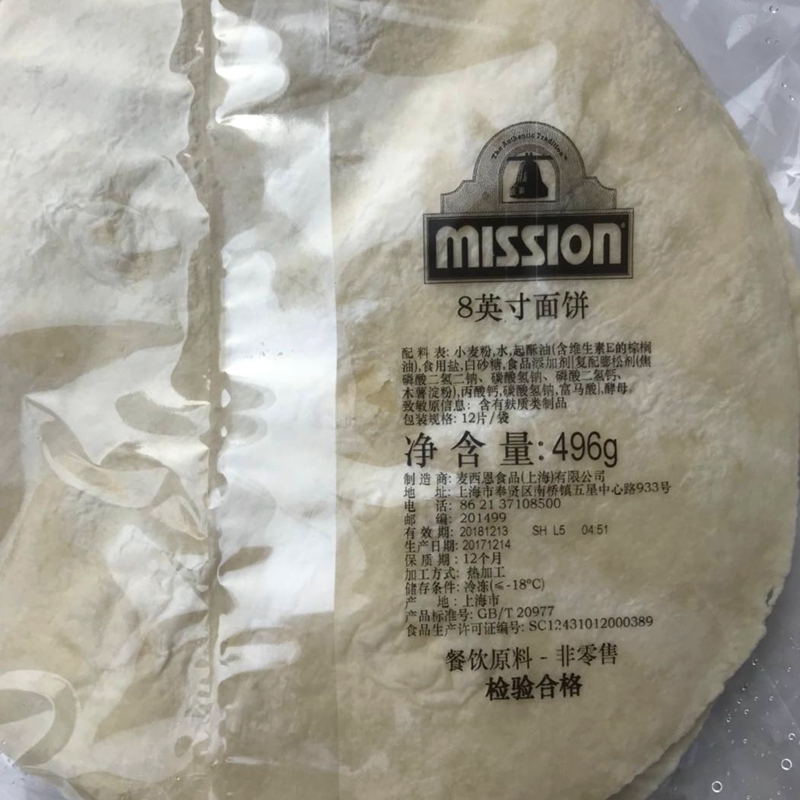 The Authentic Tradition™
MISSION®
8英寸面饼
配 料 表: 小麦粉,水,起酥油(含维生素E的棕榈
油),食用盐,白砂糖,食品添加剂[复配膨松剂(焦
磷酸二氢二钠、碳酸氢钠、磷酸二氢钙、
木薯淀粉),丙酸钙,碳酸氢钠,富马酸],酵母。
致敏原信息: 含有麸质类制品
包装规格: 12片/袋
净 含 量: 496g
制 造 商: 麦西恩食品(上海)有限公司
地 址: 上海市奉贤区南桥镇五星中心路933号
电 话: 86 21 37108500
邮 编: 201499
有 效 期: 20181213 SH L5 04:51
生产日期: 20171214
保 质 期: 12个月
加工方式: 热加工
储存条件: 冷冻(≤-18℃)
产 地: 上海市
产品标准号: GB/T 20977
食品生产许可证编号: SC12431012000389
餐饮原料 - 非零售
检验合格